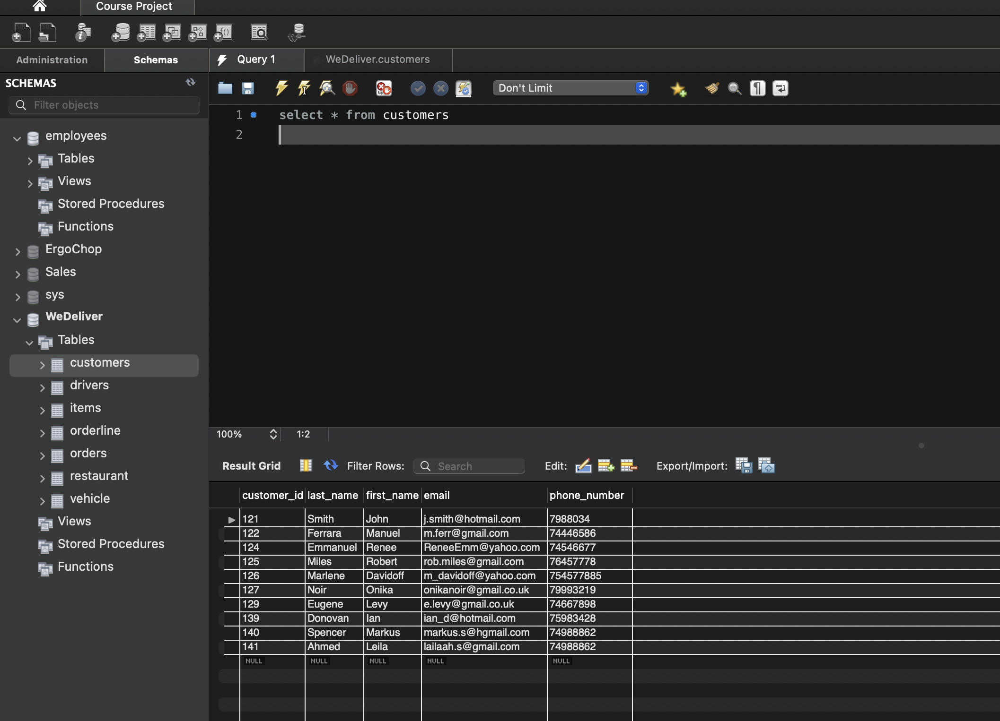 Course Project
Administration
Schemas
Query 1
WeDeliver.customers
SCHEMAS
Filter objects
Don't Limit
1 select * from customers
2
employees
Tables
Views
Stored Procedures
Functions
ErgoChop
Sales
sys
WeDeliver
Tables
customers
drivers
items
orderline
orders
restaurant
vehicle
Views
Stored Procedures
Functions
100% 1:2
Result Grid Filter Rows: Search Edit: Export/Import:
customer_id last_name first_name email phone_number
121 Smith John j.smith@hotmail.com 7988034
122 Ferrara Manuel m.ferr@gmail.com 74446586
124 Emmanuel Renee ReneeEmm@yahoo.com 74546677
125 Miles Robert rob.miles@gmail.com 76457778
126 Marlene Davidoff m_davidoff@yahoo.com 754577885
127 Noir Onika onikanoir@gmail.co.uk 79993219
129 Eugene Levy e.levy@gmail.co.uk 74667898
139 Donovan Ian ian_d@hotmail.com 75983428
140 Spencer Markus markus.s@hgmail.com 74988862
141 Ahmed Leila lailaah.s@gmail.com 74988862
NULL NULL NULL NULL NULL